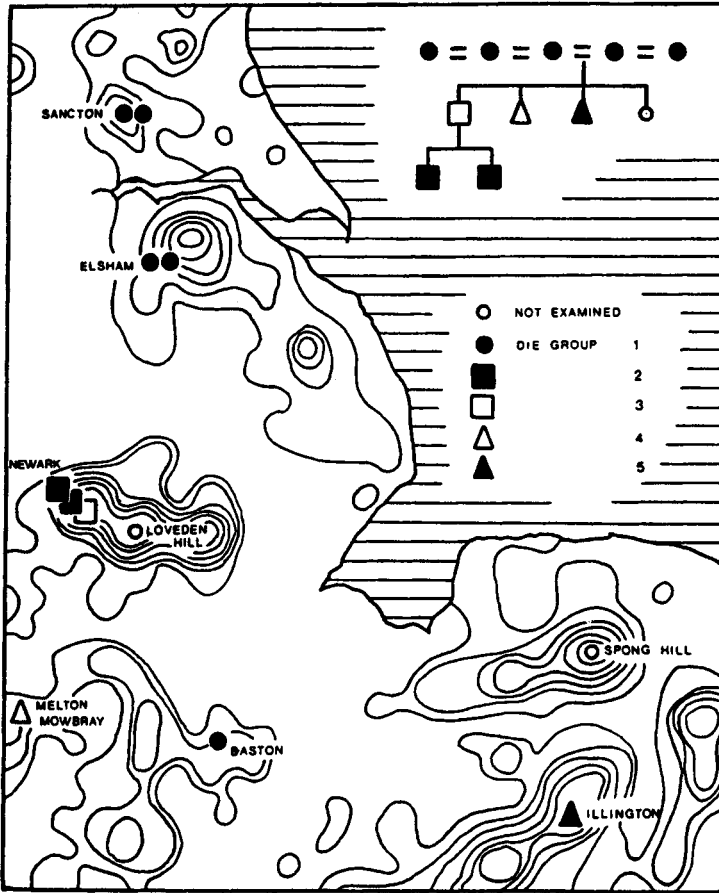 SANCTON
ELSHAM
NOT EXAMINED
DIE GROUP 1
2
3
4
5
NEWARK
LOVEDEN
HILL
SPONG HILL
MELTON
MOWBRAY
BASTON
ILLINGTON